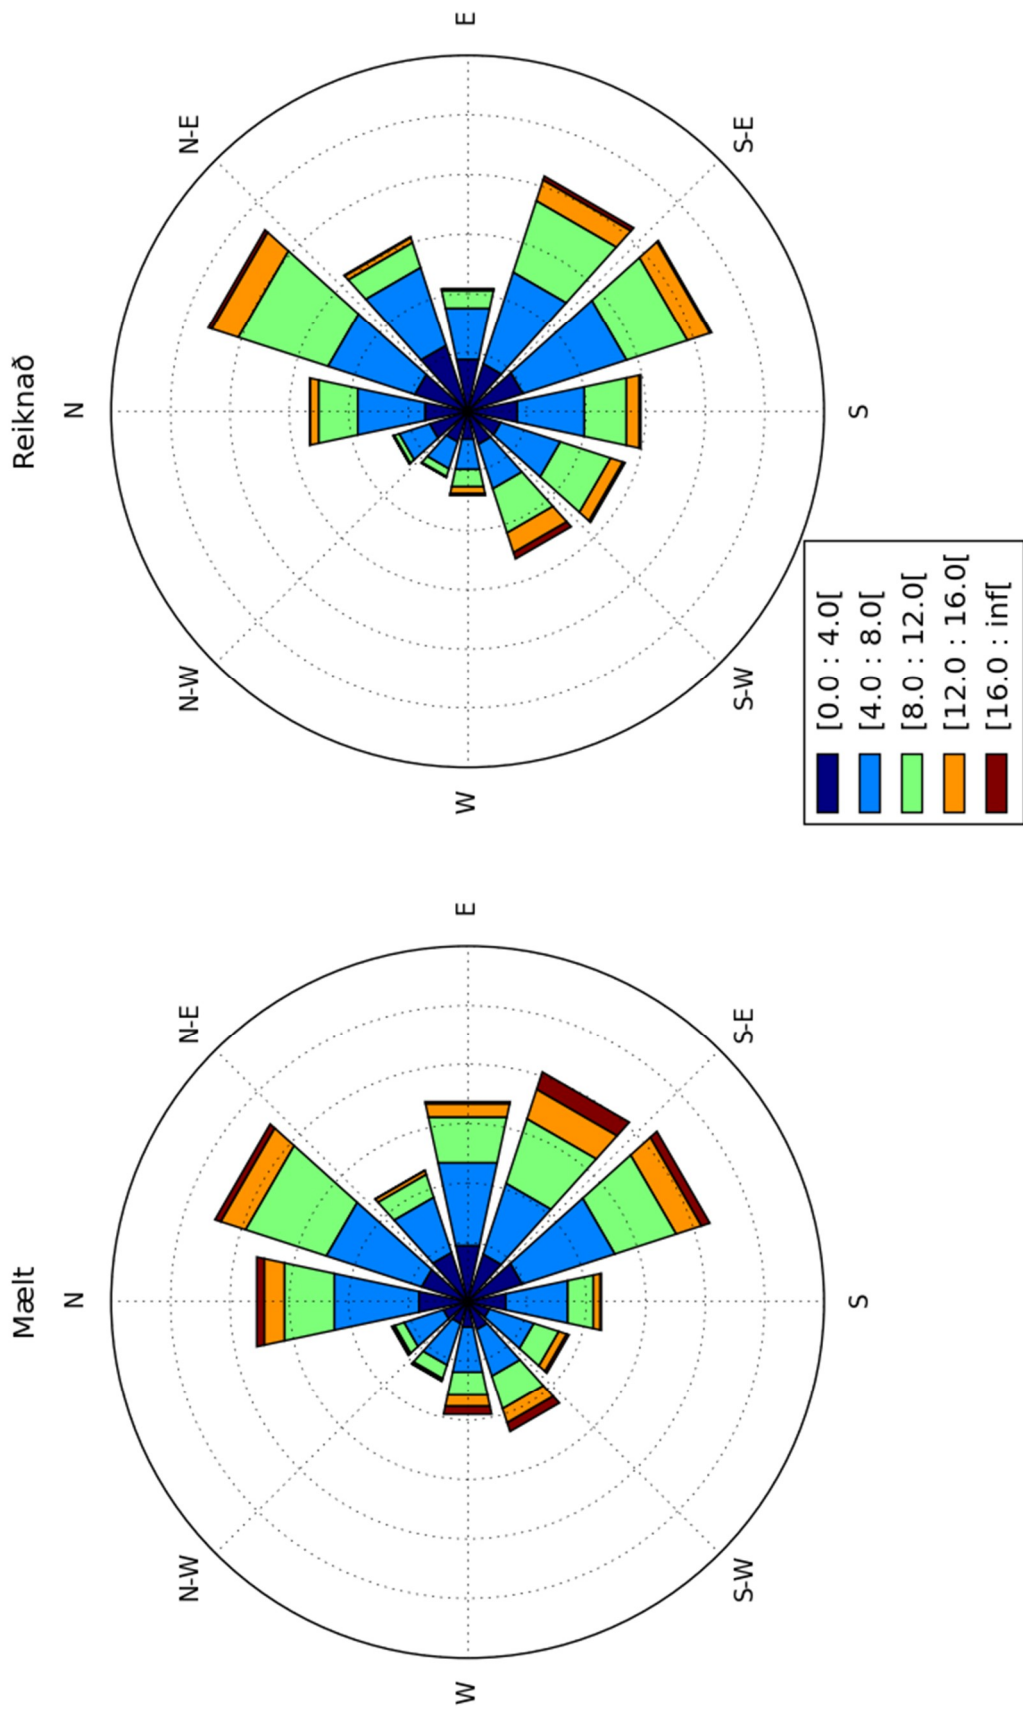 Mælt
N
N-E
E
S-E
S
S-W
W
N-W
Reiknað
N
N-E
E
S-E
S
S-W
W
N-W
[0.0 : 4.0[
[4.0 : 8.0[
[8.0 : 12.0[
[12.0 : 16.0[
[16.0 : inf[